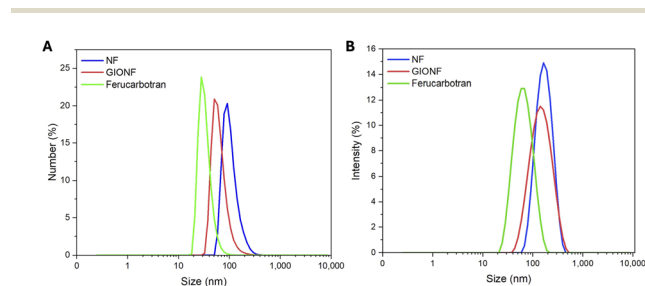 A
NF
GIONF
Ferucarbotran
Number (%)
25
20
15
10
5
0
0 1 10 100 1,000 10,000
Size (nm)
B
NF
GIONF
Ferucarbotran
Intensity (%)
16
14
12
10
8
6
4
2
0
0 1 10 100 1,000 10,000
Size (nm)